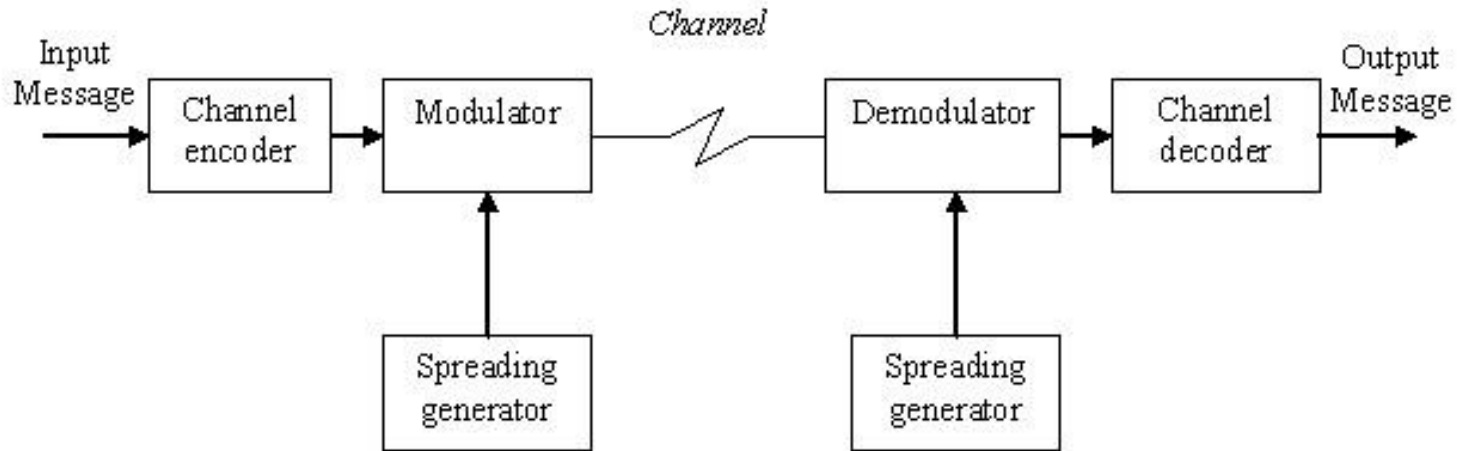 Channel
Input
Message
Channel
encoder
Modulator
Demodulator
Channel
decoder
Output
Message
Spreading
generator
Spreading
generator